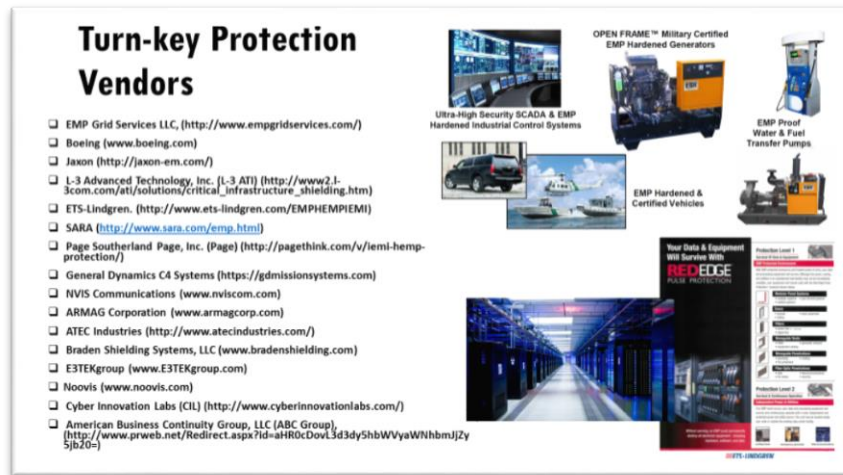 Turn-key Protection
Vendors
❑ EMP Grid Services LLC, (http://www.empgridservices.com/)
❑ Boeing (www.boeing.com)
❑ Jaxon (http://jaxon-em.com/)
❑ L-3 Advanced Technology, Inc. (L-3 ATI) (http://www2.l-
3com.com/ati/solutions/critical_infrastructure_shielding.htm)
❑ ETS-Lindgren. (http://www.ets-lindgren.com/EMPHEMPIEMI)
❑ SARA (http://www.sara.com/emp.html)
❑ Page Southerland Page, Inc. (Page) (http://pagethink.com/v/iemi-hemp-
protection/)
❑ General Dynamics C4 Systems (https://gdmissionsystems.com)
❑ NVIS Communications (www.nviscom.com)
❑ ARMAG Corporation (www.armagcorp.com)
❑ ATEC Industries (http://www.atecindustries.com/)
❑ Braden Shielding Systems, LLC (www.bradenshielding.com)
❑ E3TEKgroup (www.E3TEKgroup.com)
❑ Noovis (www.noovis.com)
❑ Cyber Innovation Labs (CIL) (http://www.cyberinnovationlabs.com/)
❑ American Business Continuity Group, LLC (ABC Group),
(http://www.prweb.net/Redirect.aspx?id=aHR0cDovL3d3dy5hbWVyaWNhbmJjZy
5jb20=)
OPEN FRAME™ Military Certified
EMP Hardened Generators
Ultra-High Security SCADA & EMP
Hardened Industrial Control Systems
EMP Proof
Water & Fuel
Transfer Pumps
EMP Hardened &
Certified Vehicles
Your Data & Equipment
Will Survive With
REDEDGE
PULSE PROTECTION
Protection Level 1
Protection Level 2
ETS·LINDGREN